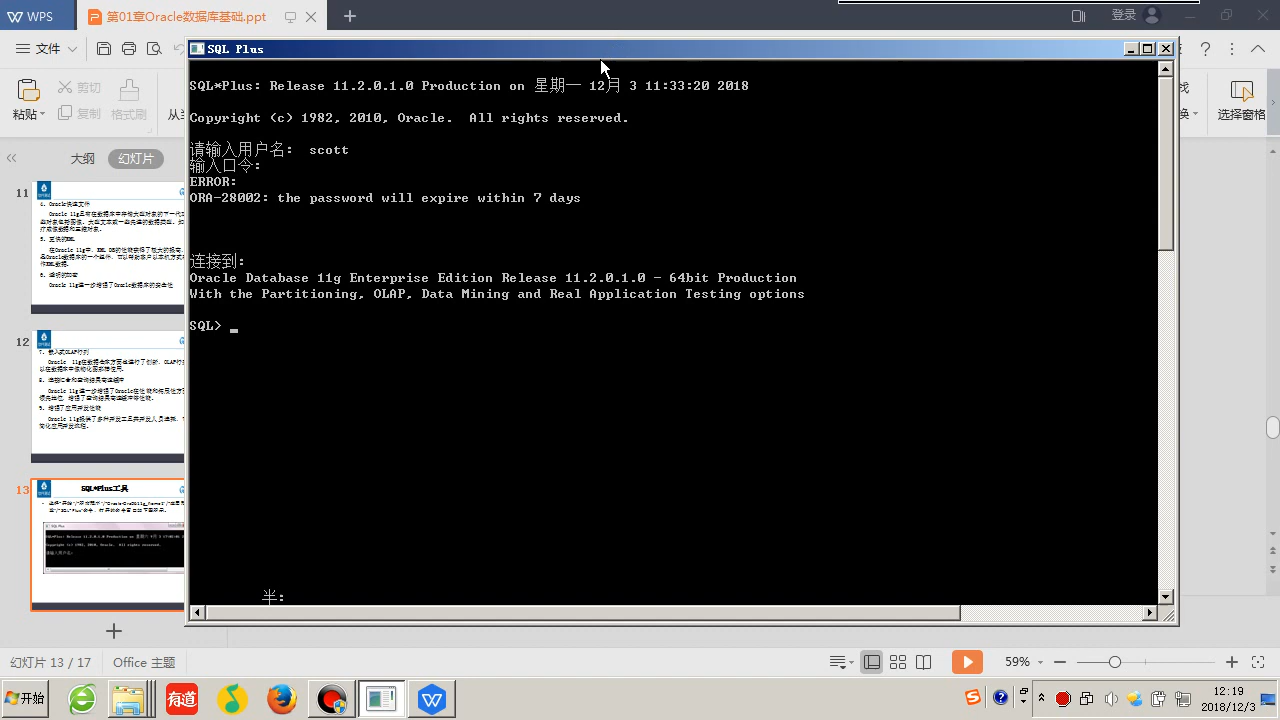 WPS
第01章Oracle数据库基础.ppt
登录
文件
SQL Plus
SQL*Plus: Release 11.2.0.1.0 Production on 星期一 12月 3 11:33:20 2018
Copyright (c) 1982, 2010, Oracle.  All rights reserved.
请输入用户名:  scott
输入口令:
ERROR:
ORA-28002: the password will expire within 7 days
连接到:
Oracle Database 11g Enterprise Edition Release 11.2.0.1.0 - 64bit Production
With the Partitioning, OLAP, Data Mining and Real Application Testing options
SQL>
半:
粘贴
剪切
复制
格式刷
从当
换
选择窗格
大纲
幻灯片
11
12
13
SQL*Plus工具
幻灯片 13 / 17
Office 主题
59%
开始
有道
12:19
2018/12/3